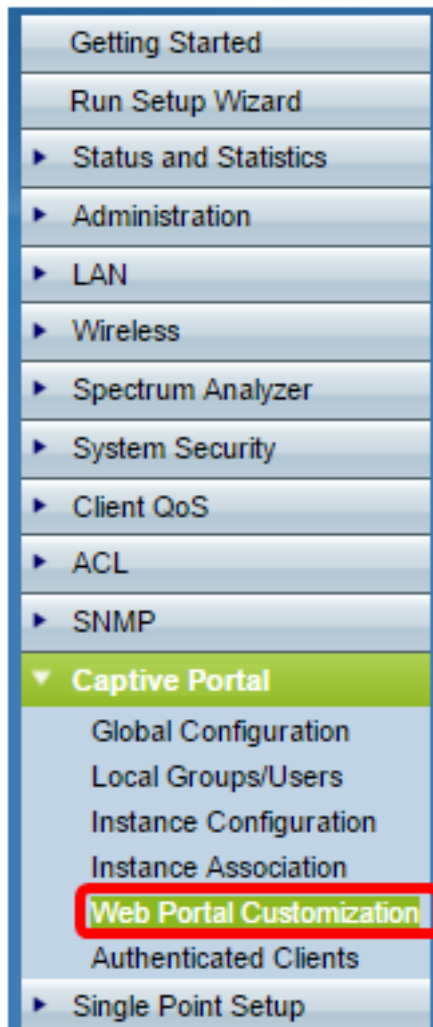 Getting Started
Run Setup Wizard
Status and Statistics
Administration
LAN
Wireless
Spectrum Analyzer
System Security
Client QoS
ACL
SNMP
Captive Portal
Global Configuration
Local Groups/Users
Instance Configuration
Instance Association
Web Portal Customization
Authenticated Clients
Single Point Setup